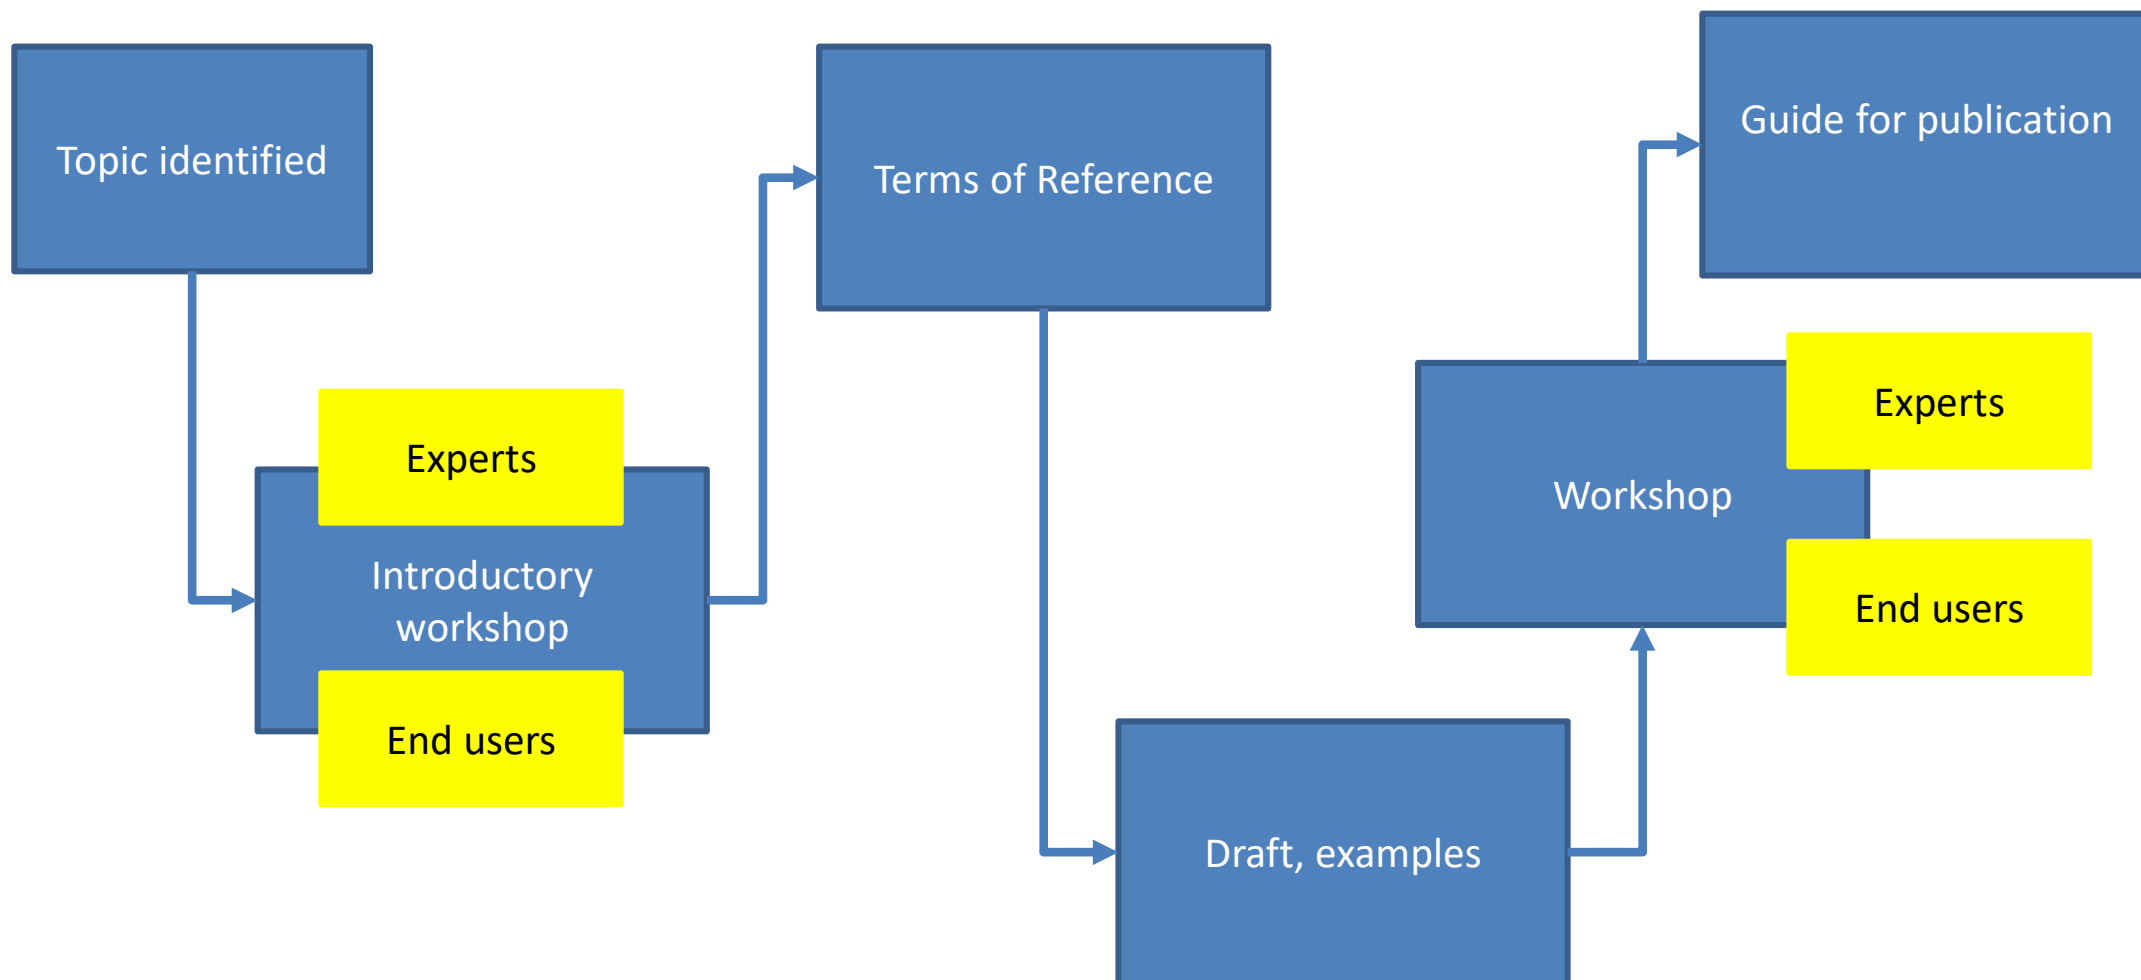 Topic identified
Experts
Introductory
workshop
End users
Terms of Reference
Draft, examples
Workshop
Experts
End users
Guide for publication